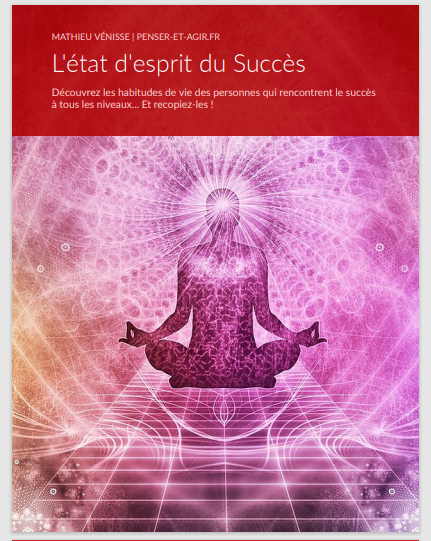 MATHIEU VÉNISSE | PENSER-ET-AGIR.FR
L'état d'esprit du Succès
Découvrez les habitudes de vie des personnes qui rencontrent le succès
à tous les niveaux... Et recopiez-les !